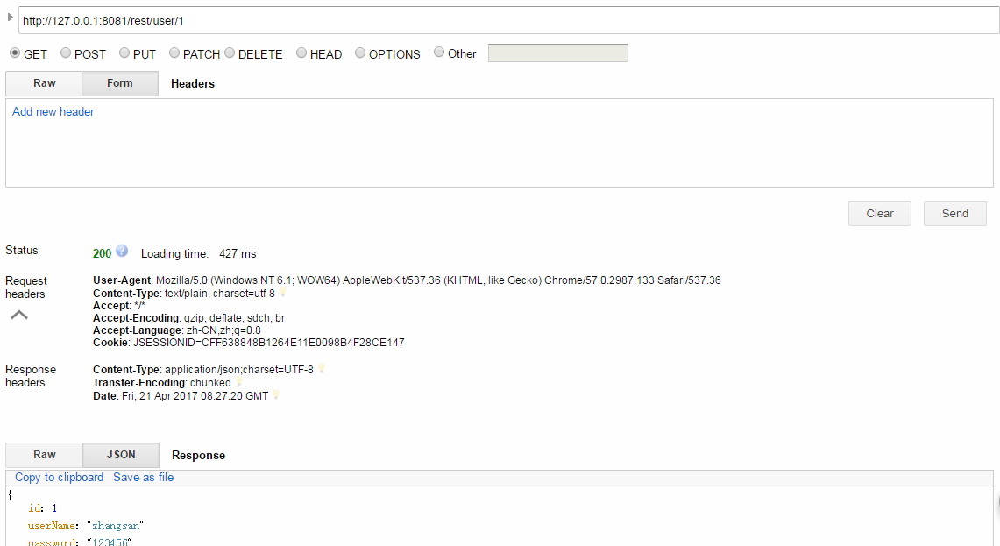 http://127.0.0.1:8081/rest/user/1
GET POST PUT PATCH DELETE HEAD OPTIONS Other
Raw Form Headers
Add new header
Clear Send
Status 200 Loading time: 427 ms
Request headers
User-Agent: Mozilla/5.0 (Windows NT 6.1; WOW64) AppleWebKit/537.36 (KHTML, like Gecko) Chrome/57.0.2987.133 Safari/537.36
Content-Type: text/plain; charset=utf-8
Accept: */*
Accept-Encoding: gzip, deflate, sdch, br
Accept-Language: zh-CN,zh;q=0.8
Cookie: JSESSIONID=CFF638848B1264E11E0098B4F28CE147
Response headers
Content-Type: application/json;charset=UTF-8
Transfer-Encoding: chunked
Date: Fri, 21 Apr 2017 08:27:20 GMT
Raw JSON Response
Copy to clipboard Save as file
{
id: 1
userName: "zhangsan"
password: "123456"